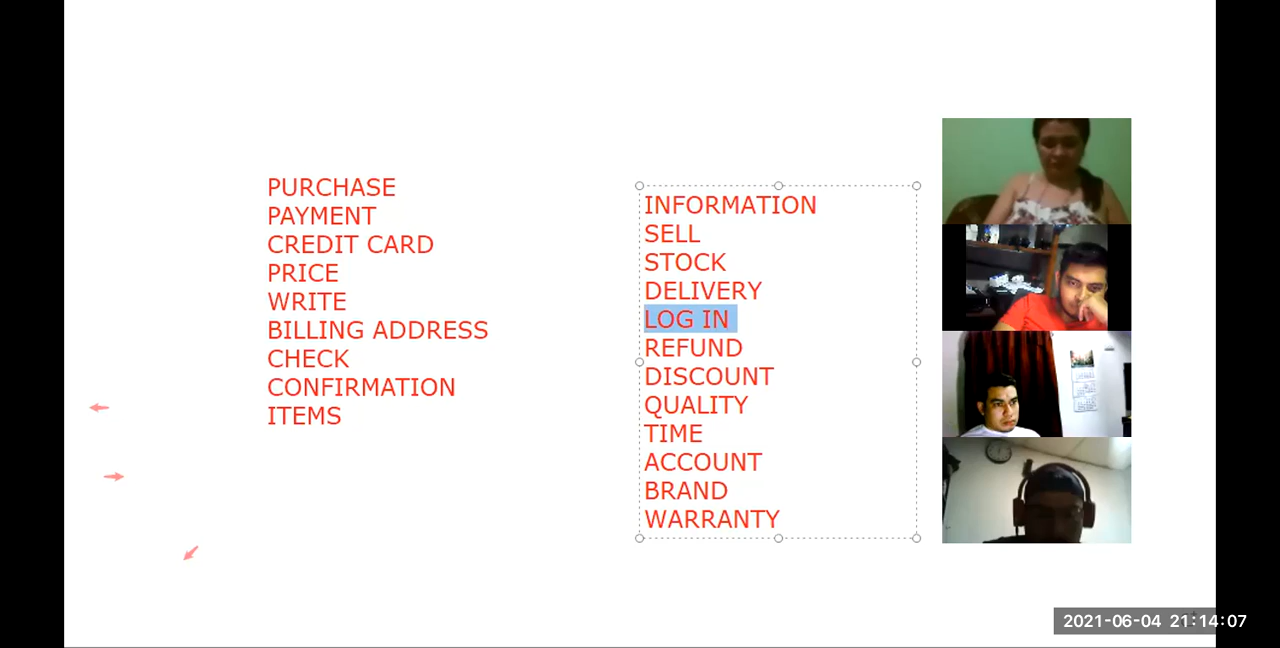 PURCHASE
PAYMENT
CREDIT CARD
PRICE
WRITE
BILLING ADDRESS
CHECK
CONFIRMATION
ITEMS
INFORMATION
SELL
STOCK
DELIVERY
LOG IN
REFUND
DISCOUNT
QUALITY
TIME
ACCOUNT
BRAND
WARRANTY
2021-06-04 21:14:07